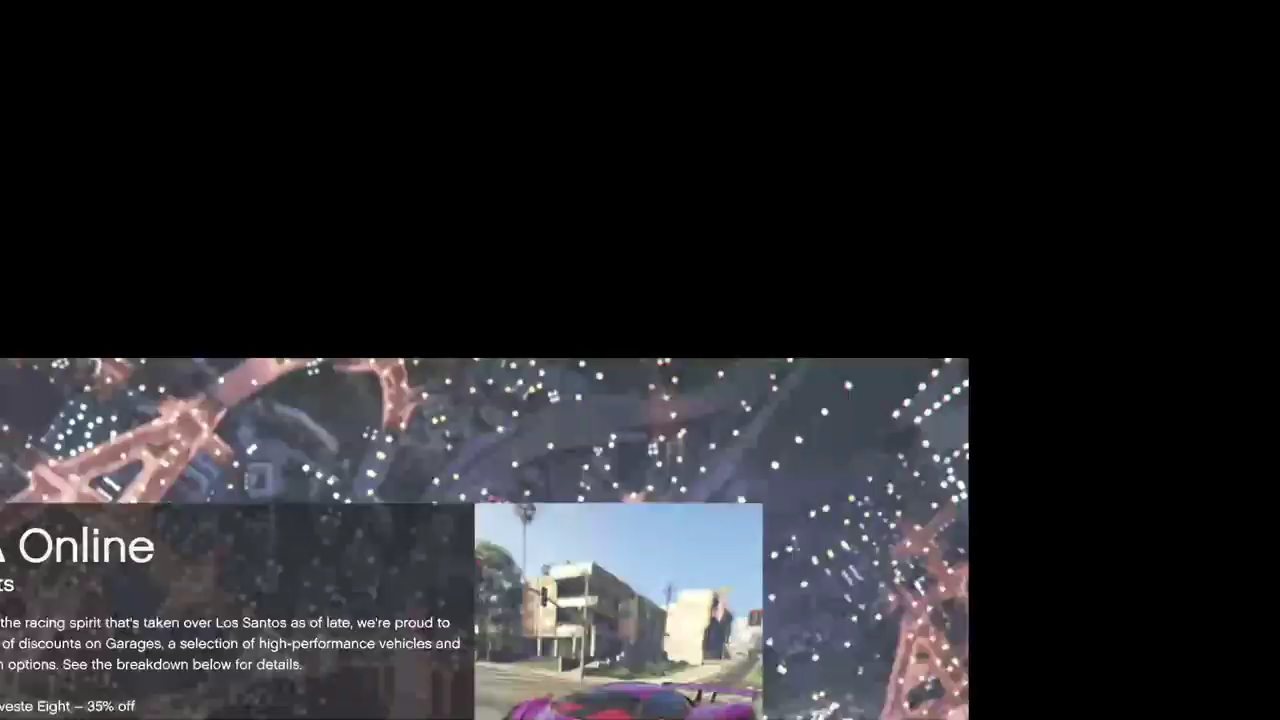 Online
ts
the racing spirit that's taken over Los Santos as of late, we're proud to
of discounts on Garages, a selection of high-performance vehicles and
options. See the breakdown below for details.
veste Eight – 35% off